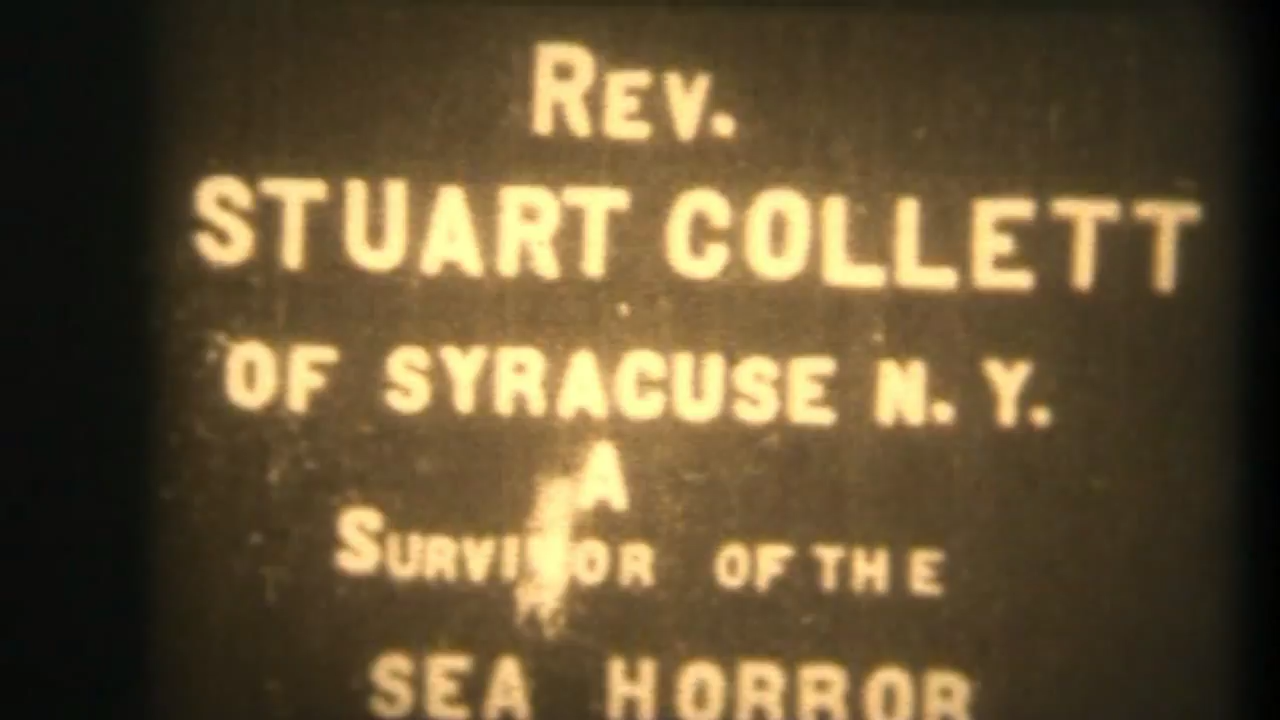 REV.
STUART COLLETT
OF SYRACUSE N. Y.
A
SURVIVOR OF THE
SEA HORROR